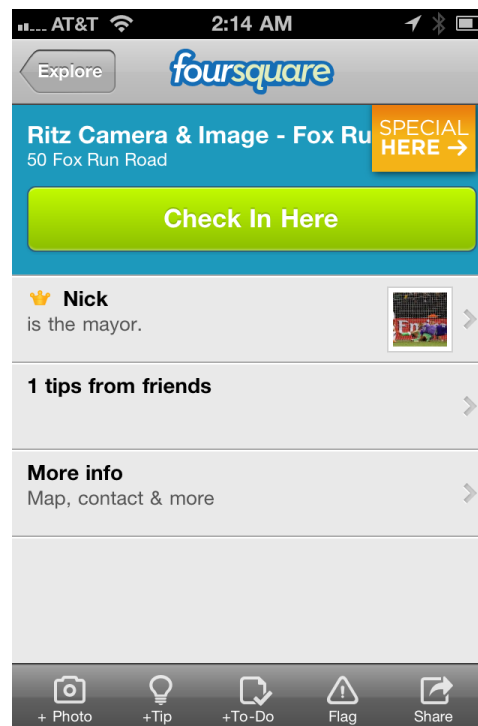 AT&T 2:14 AM
Explore foursquare
Ritz Camera & Image - Fox Ru
50 Fox Run Road
SPECIAL
HERE →
Check In Here
Nick
is the mayor.
1 tips from friends
More info
Map, contact & more
+ Photo +Tip +To-Do Flag Share